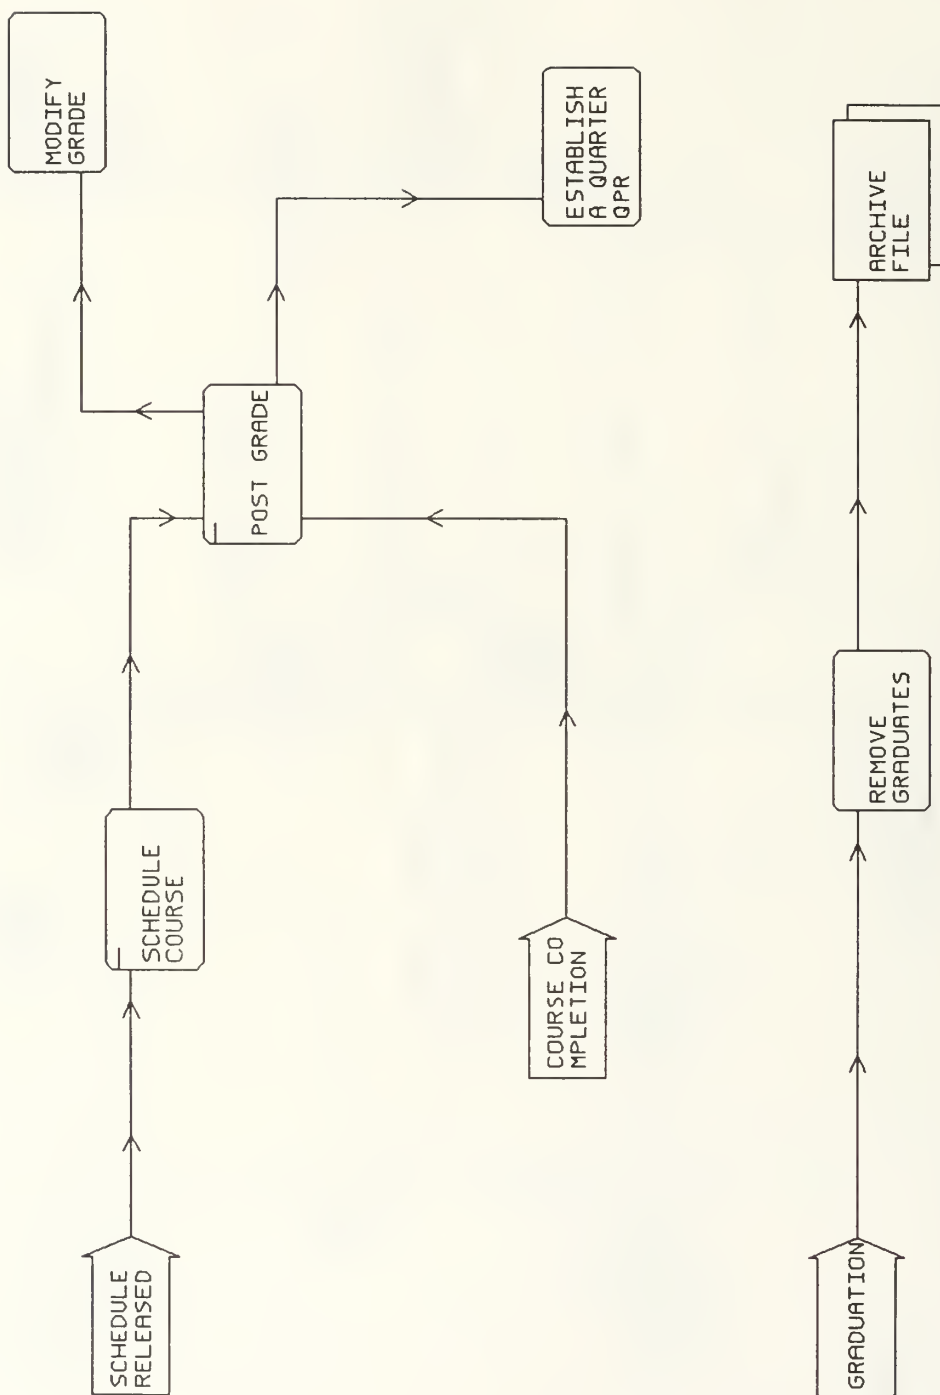 MODIFY
GRADE
ESTABLISH
A QUARTER
QPR
ARCHIVE
FILE
POST GRADE
SCHEDULE
COURSE
REMOVE
GRADUATES
COURSE CO
MPLETION
SCHEDULE
RELEASED
GRADUATION